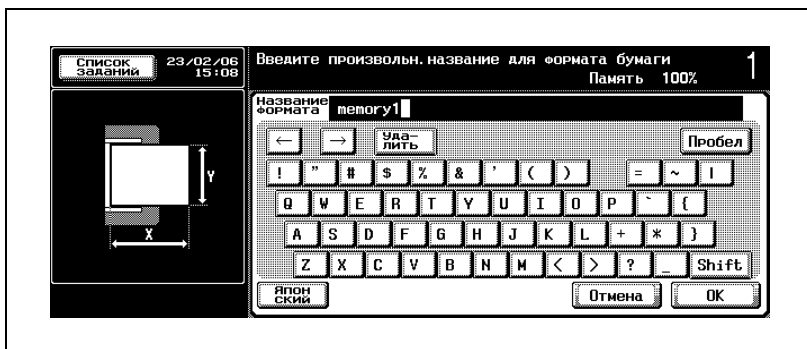 Список заданий
23/02/06
15:08
Введите произвольн. название для формата бумаги
Память 100%
1
Название формата
memory1
← → Уда-лить Пробел
! " # $ % & ' ( ) = ~ |
Q W E R T Y U I O P ` {
A S D F G H J K L + * }
Z X C V B N M < > ? _ Shift
Y
X
Япон ский
Отмена
OK